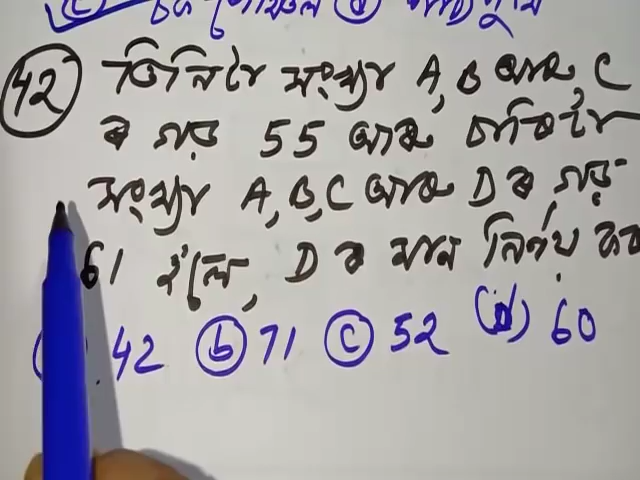 42 তিনিটা সংখ্যাৰ A, B আৰু C
ৰ গড় 55 আৰু চাৰিটা
সংখ্যাৰ A, B, C আৰু D ৰ গড়
61 হ'লে, D ৰ মান নিৰ্ণয় কৰা
42 (b) 71 (c) 52 (d) 60